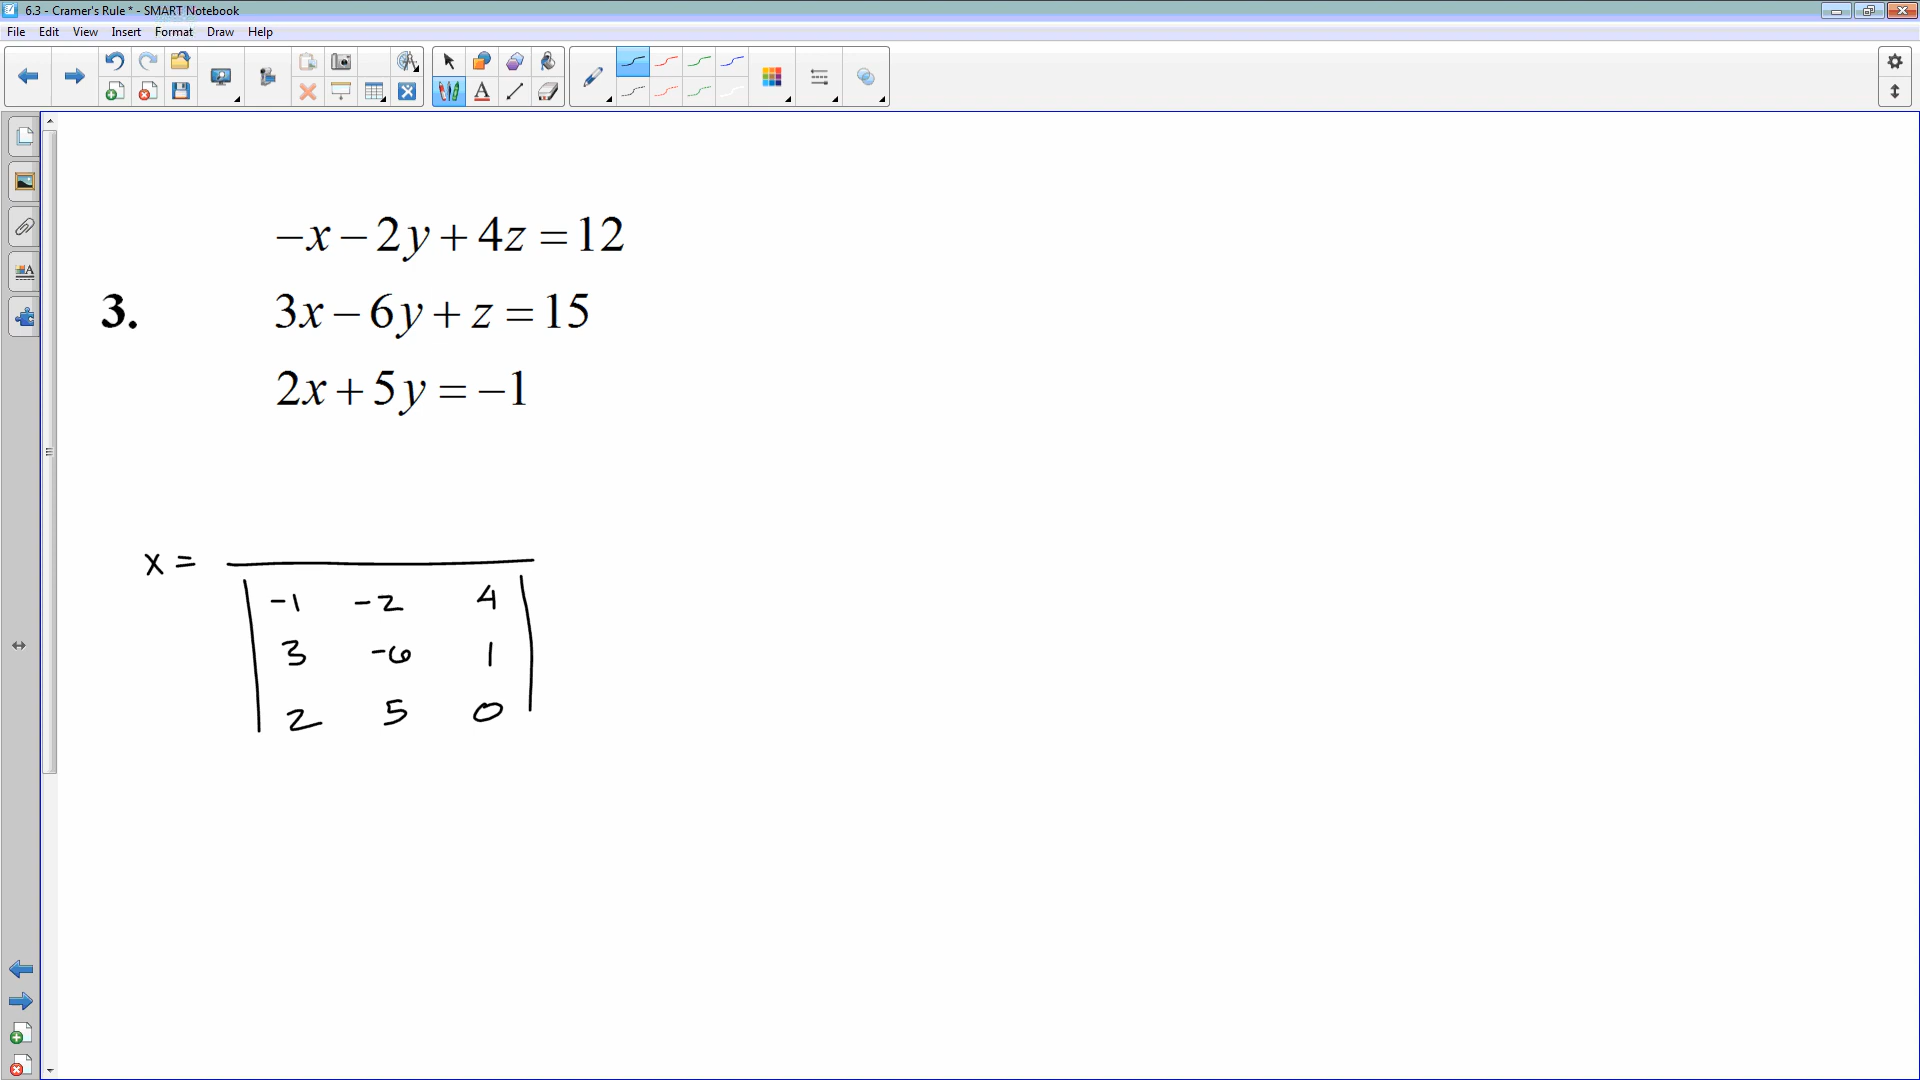 6.3 - Cramer's Rule * - SMART Notebook
File Edit View Insert Format Draw Help
-x - 2y + 4z = 12
3. 3x - 6y + z = 15
2x + 5y = -1
x =
-1 -2 4
3 -6 1
2 5 0